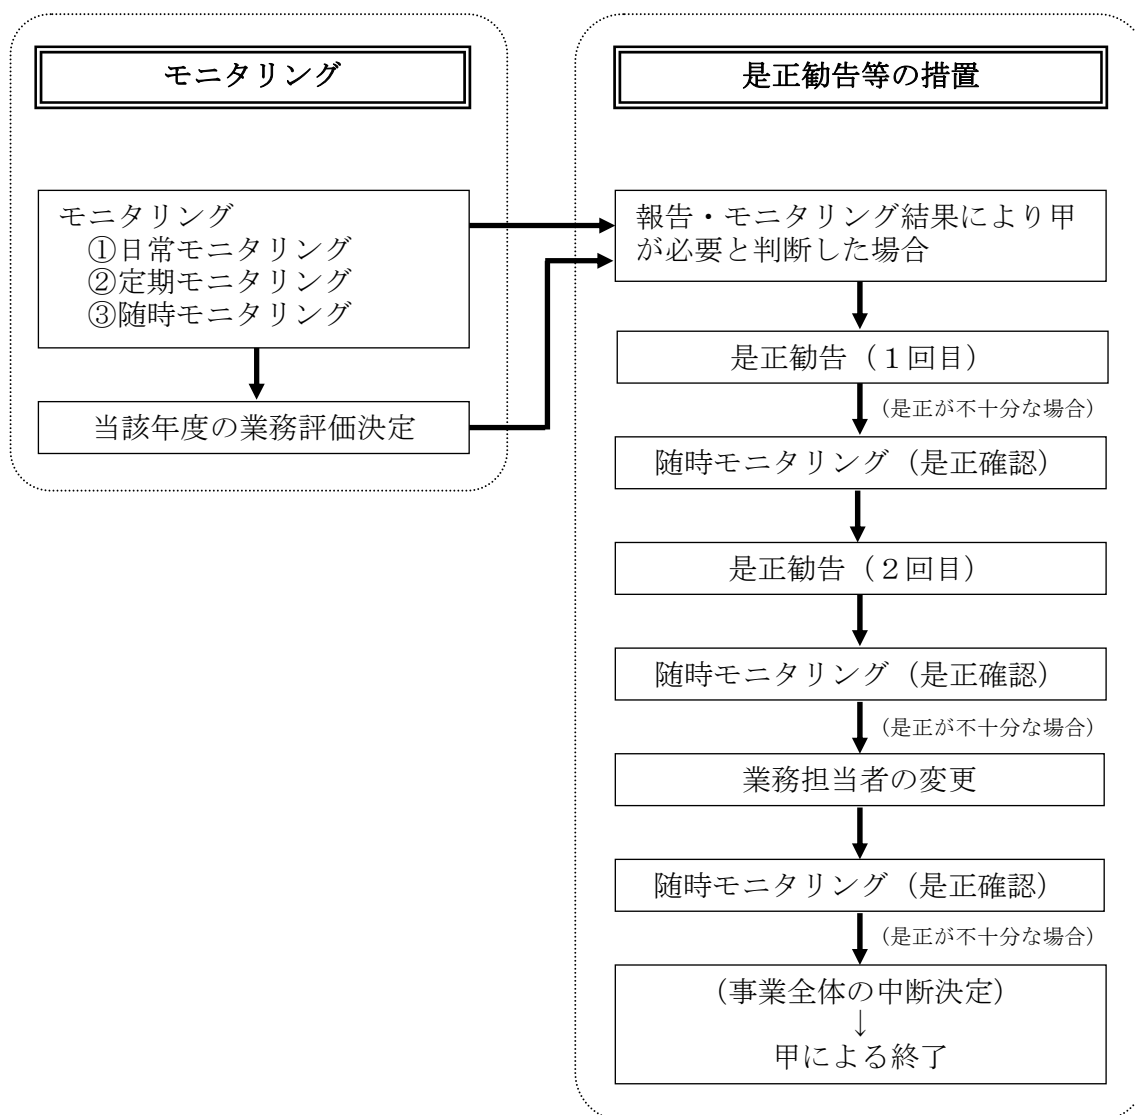 モニタリング
モニタリング
①日常モニタリング
②定期モニタリング
③随時モニタリング
当該年度の業務評価決定
是正勧告等の措置
報告・モニタリング結果により甲
が必要と判断した場合
是正勧告（１回目）
（是正が不十分な場合）
随時モニタリング（是正確認）
是正勧告（２回目）
随時モニタリング（是正確認）
（是正が不十分な場合）
業務担当者の変更
随時モニタリング（是正確認）
（是正が不十分な場合）
（事業全体の中断決定）
↓
甲による終了